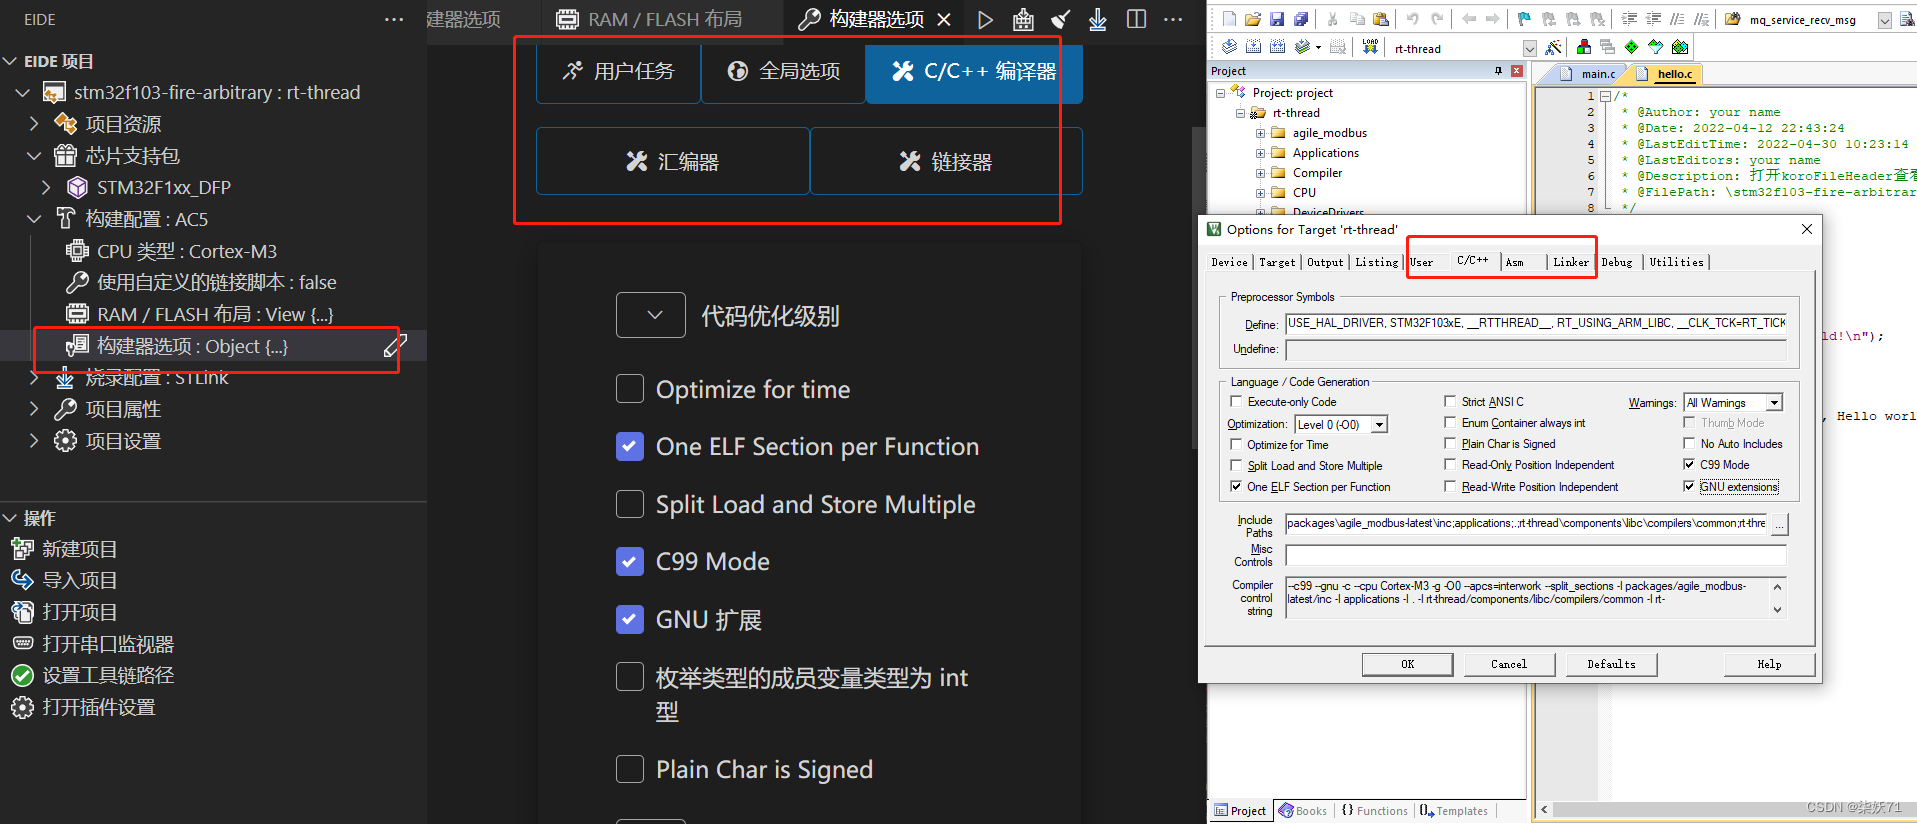 EIDE
EIDE 项目
stm32f103-fire-arbitrary : rt-thread
项目资源
芯片支持包
STM32F1xx_DFP
构建配置 : AC5
CPU 类型 : Cortex-M3
使用自定义的链接脚本 : false
RAM / FLASH 布局 : View {...}
构建器选项 : Object {...}
烧录配置 : STLink
项目属性
项目设置
操作
新建项目
导入项目
打开项目
打开串口监视器
设置工具链路径
打开插件设置
建器选项
RAM / FLASH 布局
构建器选项
用户任务
全局选项
C/C++ 编译器
汇编器
链接器
代码优化级别
Optimize for time
One ELF Section per Function
Split Load and Store Multiple
C99 Mode
GNU 扩展
枚举类型的成员变量类型为 int
型
Plain Char is Signed
mq_service_recv_msg
LOAD
rt-thread
Project
Project: project
rt-thread
agile_modbus
Applications
Compiler
CPU
DeviceDrivers
main.c
hello.c
1 /*
2 * @Author: your name
3 * @Date: 2022-04-12 22:43:24
4 * @LastEditTime: 2022-04-30 10:23:14
5 * @LastEditors: your name
6 * @Description: 打开koroFileHeader查看
7 * @FilePath: \stm32f103-fire-arbitrar
8 */
ld!\n");
, Hello worl
Options for Target 'rt-thread'
Device
Target
Output
Listing
User
C/C++
Asm
Linker
Debug
Utilities
Preprocessor Symbols
Define:
USE_HAL_DRIVER, STM32F103xE, __RTTHREAD__, RT_USING_ARM_LIBC, __CLK_TCK=RT_TICK
Undefine:
Language / Code Generation
Execute-only Code
Strict ANSI C
Warnings:
All Warnings
Optimization:
Level 0 (-O0)
Enum Container always int
Thumb Mode
Optimize for Time
Plain Char is Signed
No Auto Includes
Split Load and Store Multiple
Read-Only Position Independent
C99 Mode
One ELF Section per Function
Read-Write Position Independent
GNU extensions
Include
Paths
packages\agile_modbus-latest\inc;applications;.;rt-thread\components\libc\compilers\common;rt-thre
...
Misc
Controls
Compiler
control
string
--c99 --gnu -c --cpu Cortex-M3 -g -O0 --apcs=interwork --split_sections -I packages/agile_modbus-
latest/inc -I applications -I . -I rt-thread/components/libc/compilers/common -I rt-
OK
Cancel
Defaults
Help
Project
Books
Functions
Templates
CSDN @柒妖71